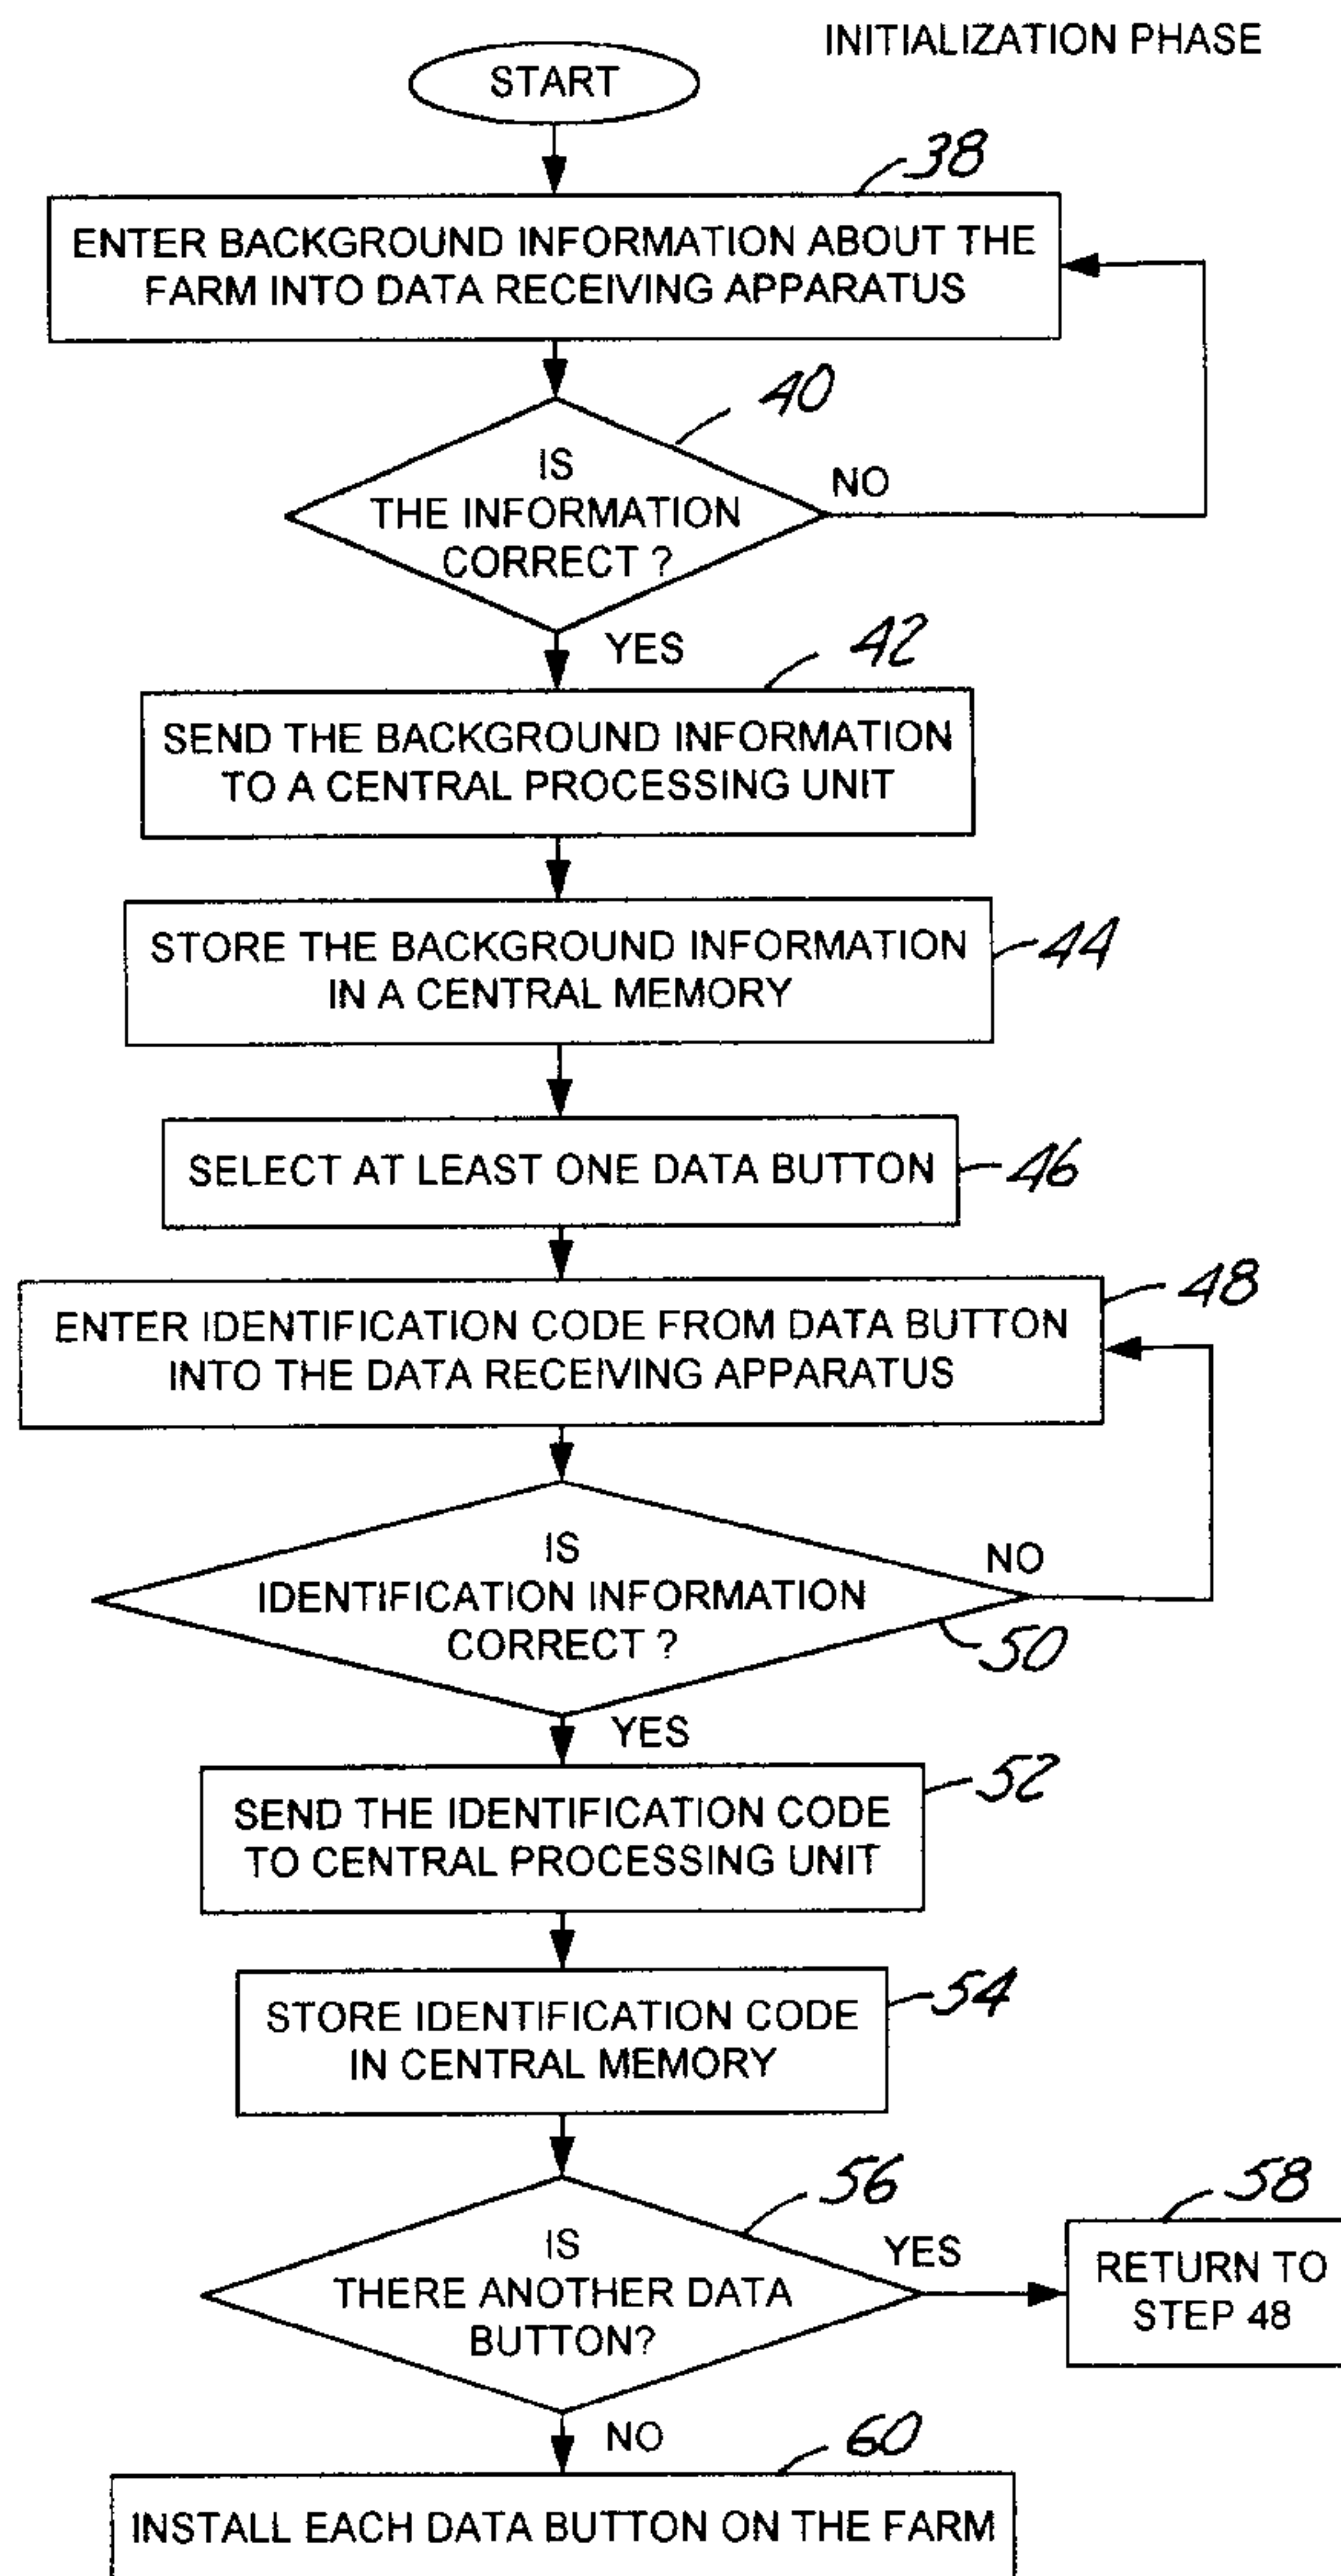 INITIALIZATION PHASE
START
38
ENTER BACKGROUND INFORMATION ABOUT THE
FARM INTO DATA RECEIVING APPARATUS
40
IS
THE INFORMATION
CORRECT ?
NO
YES
42
SEND THE BACKGROUND INFORMATION
TO A CENTRAL PROCESSING UNIT
STORE THE BACKGROUND INFORMATION
IN A CENTRAL MEMORY
44
SELECT AT LEAST ONE DATA BUTTON
46
48
ENTER IDENTIFICATION CODE FROM DATA BUTTON
INTO THE DATA RECEIVING APPARATUS
IS
IDENTIFICATION INFORMATION
CORRECT ?
NO
50
YES
52
SEND THE IDENTIFICATION CODE
TO CENTRAL PROCESSING UNIT
54
STORE IDENTIFICATION CODE
IN CENTRAL MEMORY
56
IS
THERE ANOTHER DATA
BUTTON?
YES
58
RETURN TO
STEP 48
NO
60
INSTALL EACH DATA BUTTON ON THE FARM